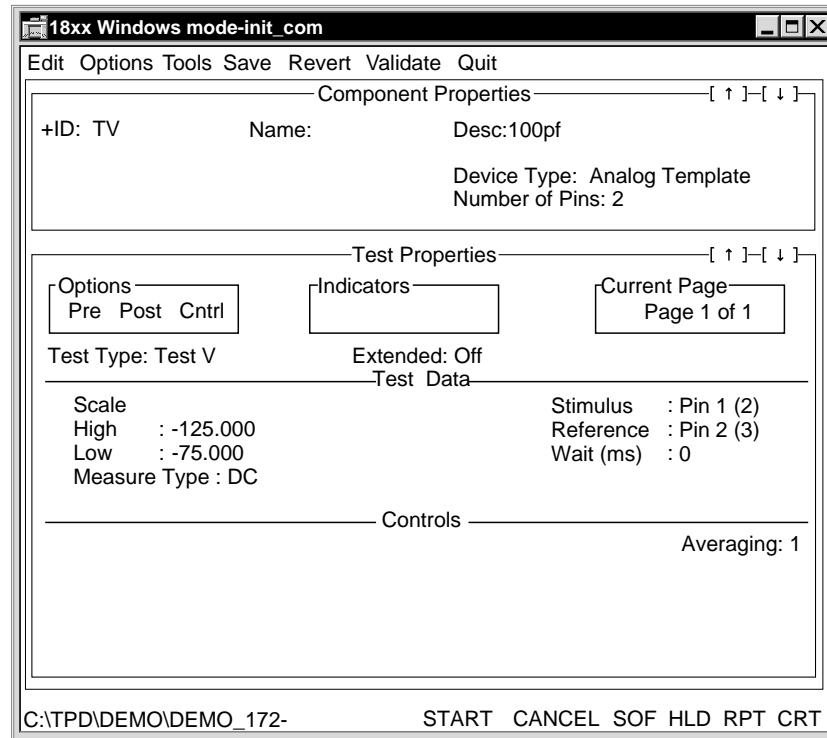 18xx Windows mode-init_com
Edit Options Tools Save Revert Validate Quit
Component Properties [ ↑ ]─[ ↓ ]
+ID: TV Name: Desc:100pf
Device Type: Analog Template
Number of Pins: 2
Test Properties [ ↑ ]─[ ↓ ]
Options Indicators Current Page
Pre Post Cntrl Page 1 of 1
Test Type: Test V Extended: Off
Test Data
Scale Stimulus : Pin 1 (2)
High : -125.000 Reference : Pin 2 (3)
Low : -75.000 Wait (ms) : 0
Measure Type : DC
Controls
Averaging: 1
C:\TPD\DEMO\DEMO_172- START CANCEL SOF HLD RPT CRT